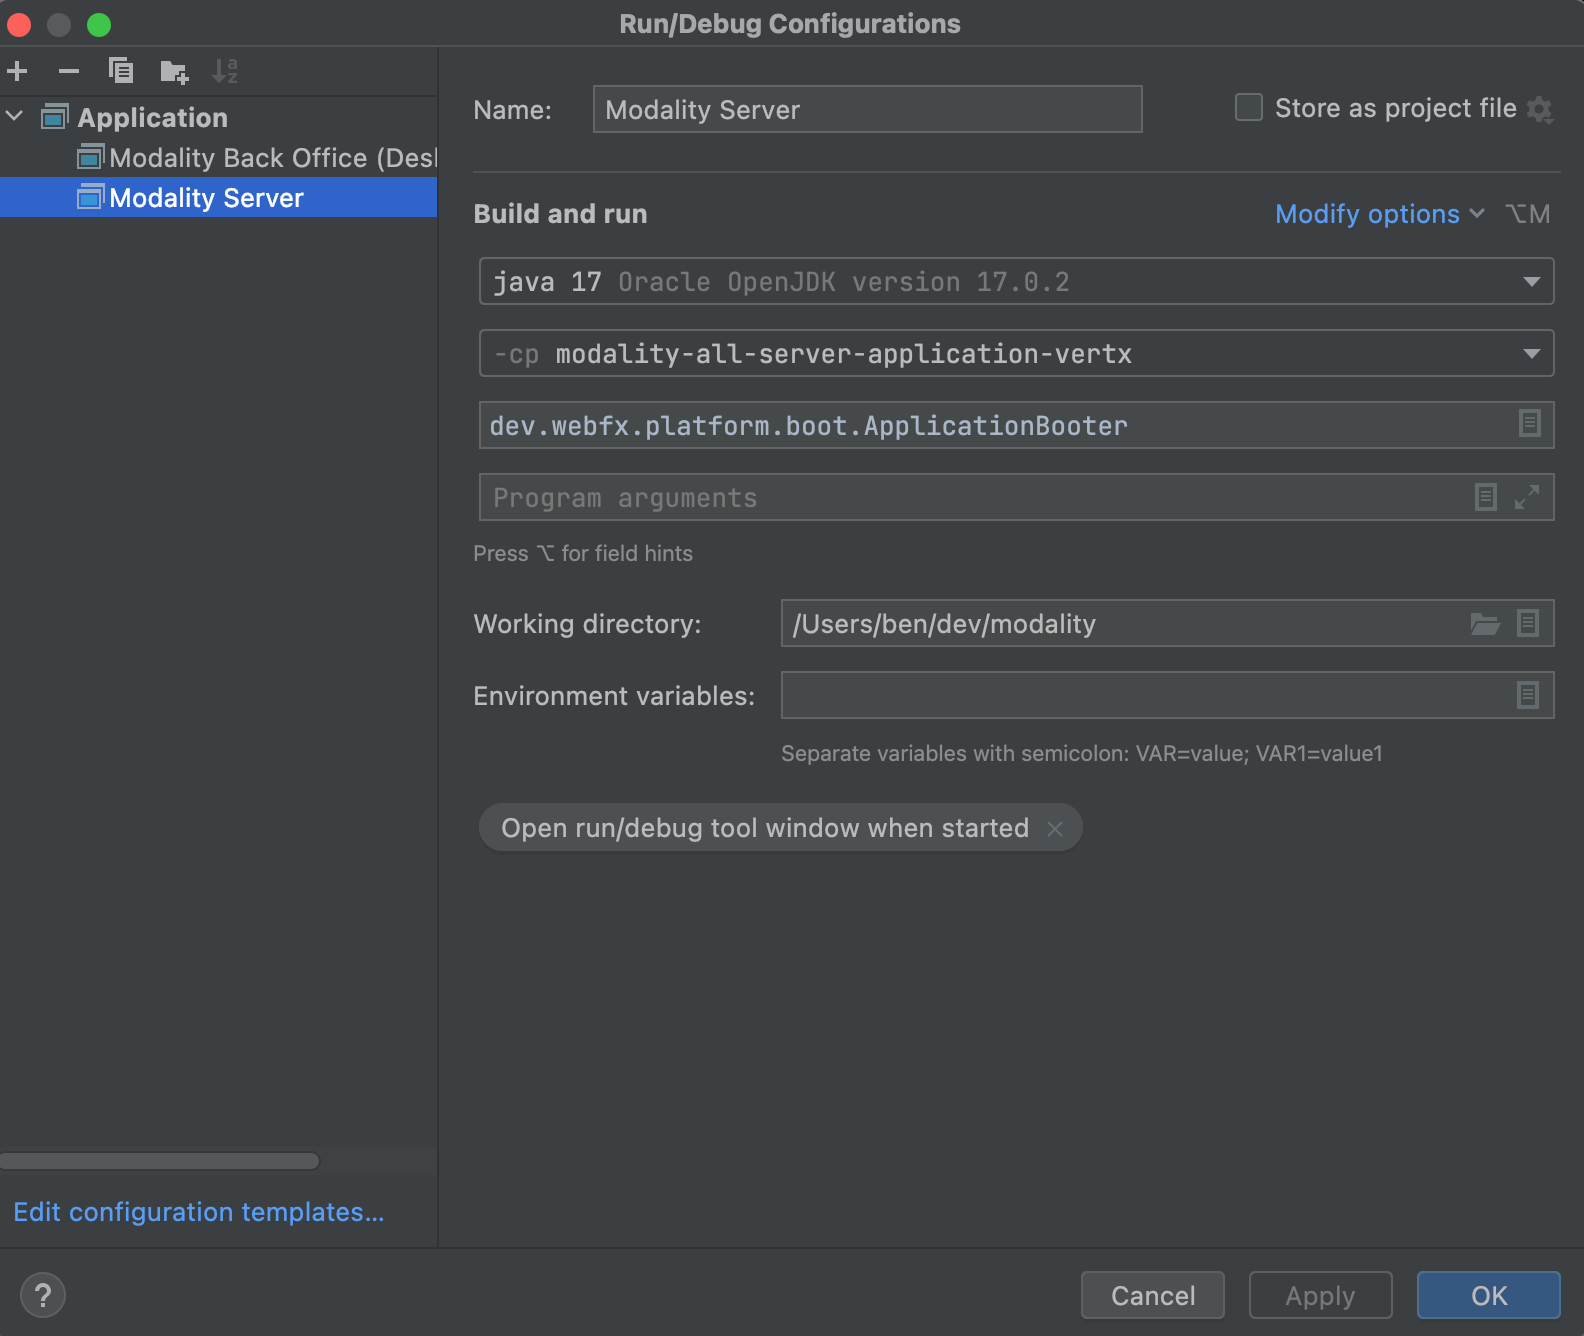 Run/Debug Configurations
Application
Modality Back Office (Des
Modality Server
Edit configuration templates...
Name: Modality Server
Store as project file
Build and run
Modify options ⌥M
java 17 Oracle OpenJDK version 17.0.2
-cp modality-all-server-application-vertx
dev.webfx.platform.boot.ApplicationBooter
Program arguments
Press ⌥ for field hints
Working directory: /Users/ben/dev/modality
Environment variables:
Separate variables with semicolon: VAR=value; VAR1=value1
Open run/debug tool window when started
?
Cancel
Apply
OK